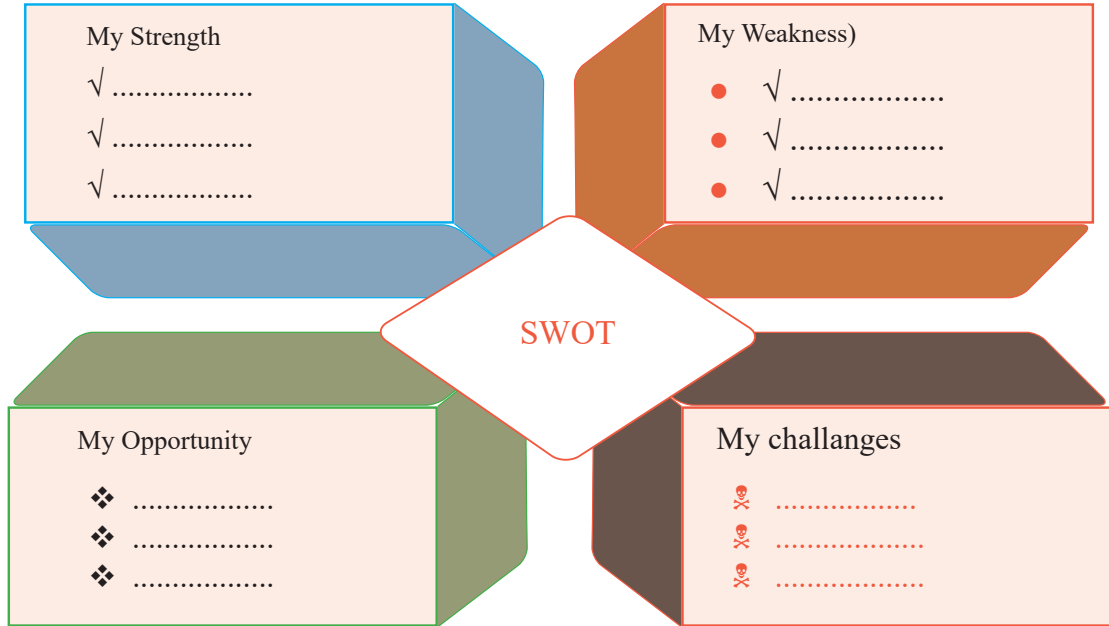 My Strength
√ ..................
√ ..................
√ ..................
My Weakness)
● √ ....................
● √ ....................
● √ ....................
SWOT
My Opportunity
❖ ..................
❖ ..................
❖ ..................
My challanges
☠ ..................
☠ ...................
☠ ...................